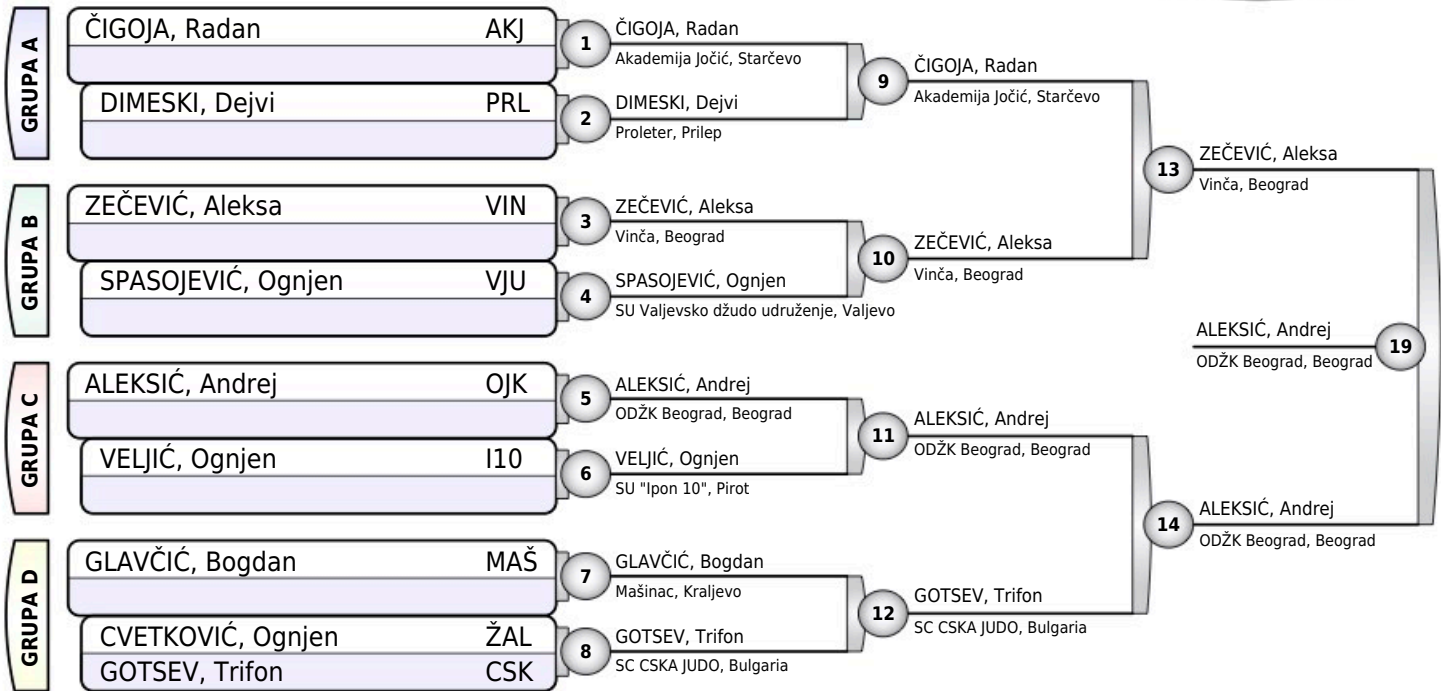 GRUPA A
ČIGOJA, Radan AKJ
DIMESKI, Dejvi PRL
GRUPA B
ZEČEVIĆ, Aleksa VIN
SPASOJEVIĆ, Ognjen VJU
GRUPA C
ALEKSIĆ, Andrej OJK
VELJIĆ, Ognjen I10
GRUPA D
GLAVČIĆ, Bogdan MAŠ
CVETKOVIĆ, Ognjen ŽAL
GOTSEV, Trifon CSK
1
ČIGOJA, Radan
Akademija Jočić, Starčevo
2
DIMESKI, Dejvi
Proleter, Prilep
3
ZEČEVIĆ, Aleksa
Vinča, Beograd
4
SPASOJEVIĆ, Ognjen
SU Valjevsko džudo udruženje, Valjevo
5
ALEKSIĆ, Andrej
ODŽK Beograd, Beograd
6
VELJIĆ, Ognjen
SU "Ipon 10", Pirot
7
GLAVČIĆ, Bogdan
Mašinac, Kraljevo
8
GOTSEV, Trifon
SC CSKA JUDO, Bulgaria
9
ČIGOJA, Radan
Akademija Jočić, Starčevo
10
ZEČEVIĆ, Aleksa
Vinča, Beograd
11
ALEKSIĆ, Andrej
ODŽK Beograd, Beograd
12
GOTSEV, Trifon
SC CSKA JUDO, Bulgaria
13
ZEČEVIĆ, Aleksa
Vinča, Beograd
14
ALEKSIĆ, Andrej
ODŽK Beograd, Beograd
ALEKSIĆ, Andrej
ODŽK Beograd, Beograd
19